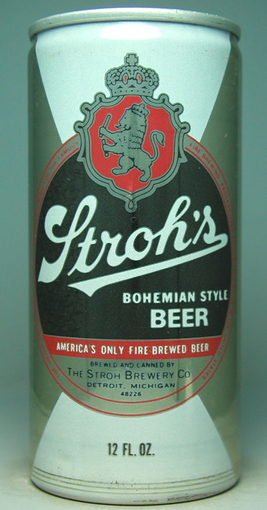 Stroh's
BOHEMIAN STYLE
BEER
AMERICA'S ONLY FIRE BREWED BEER
BREWED AND CANNED BY
THE STROH BREWERY CO.
DETROIT, MICHIGAN
48226
12 FL. OZ.